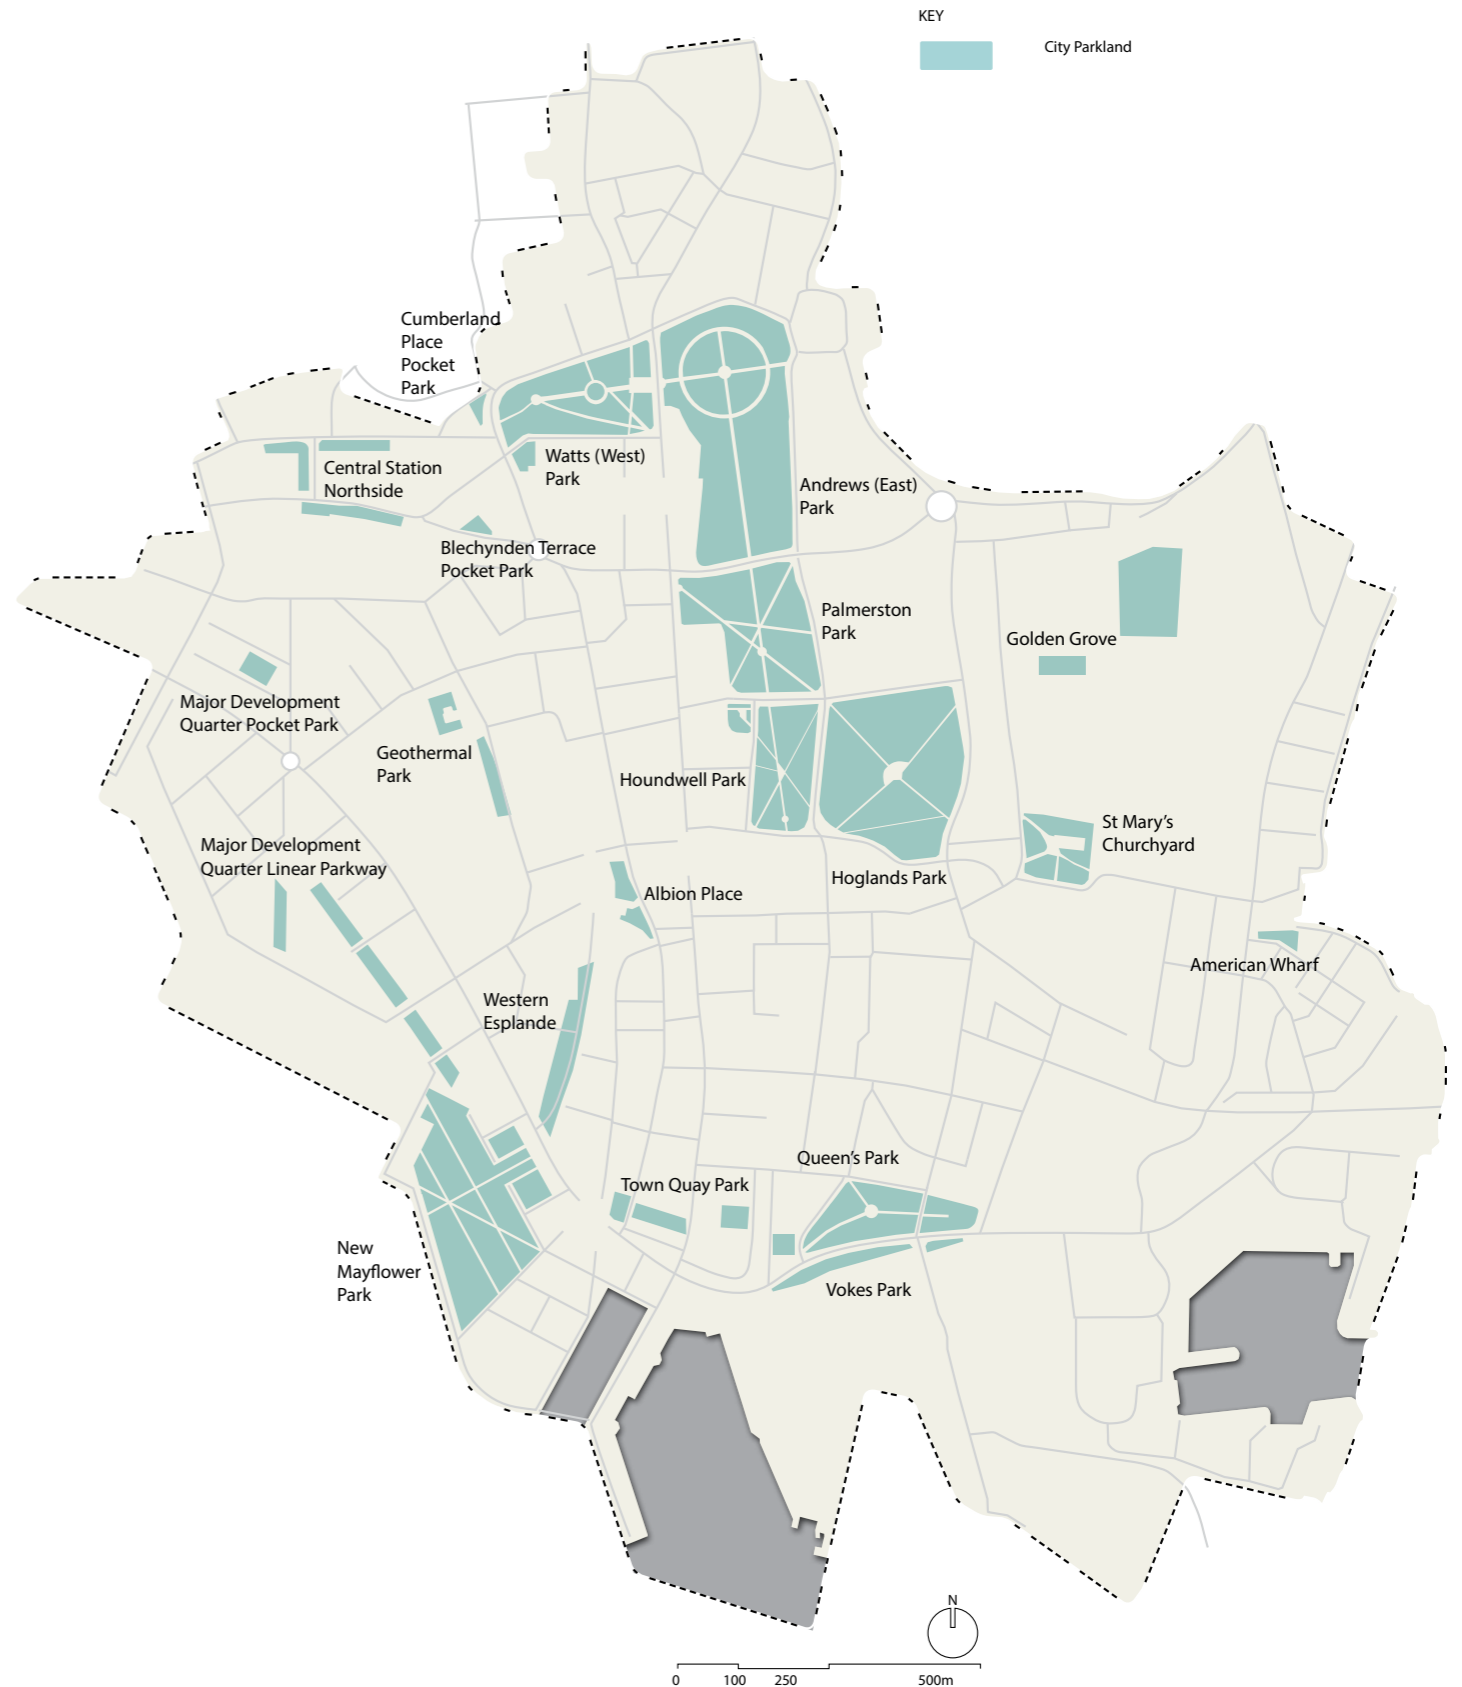 KEY
City Parkland
Cumberland
Place
Pocket
Park
Central Station
Northside
Watts (West)
Park
Andrews (East)
Park
Blechynden Terrace
Pocket Park
Palmerston
Park
Golden Grove
Major Development
Quarter Pocket Park
Geothermal
Park
Houndwell Park
St Mary's
Churchyard
Major Development
Quarter Linear Parkway
Hoglands Park
Albion Place
American Wharf
Western
Esplande
Queen's Park
Town Quay Park
New
Mayflower
Park
Vokes Park
N
0 100 250 500m